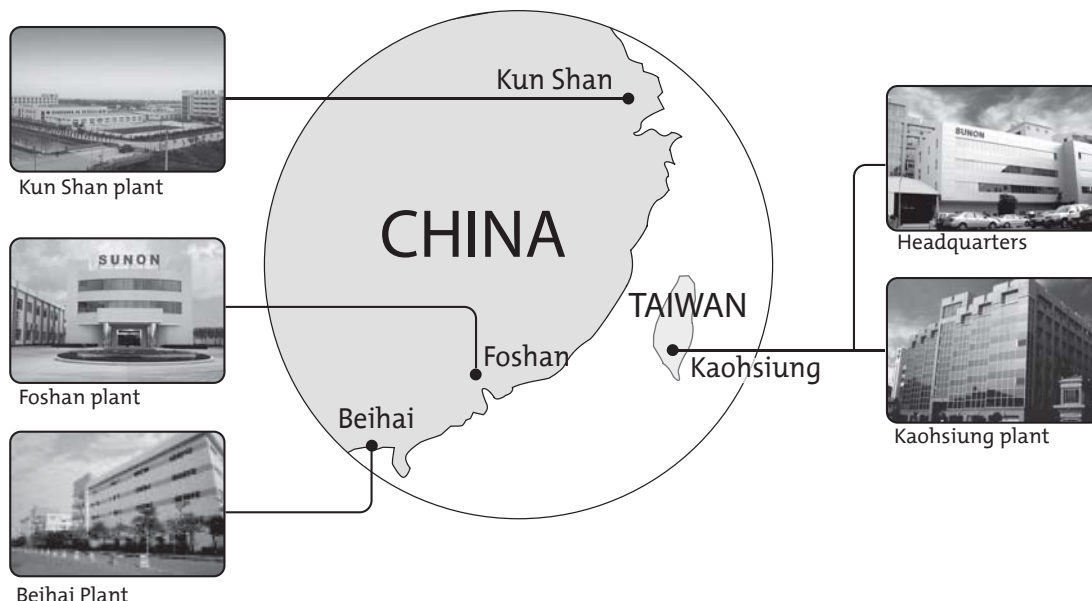 Kun Shan
Kun Shan plant
SUNON
Headquarters
CHINA
SUNON
TAIWAN
Foshan
Kaohsiung
Foshan plant
Beihai
Kaohsiung plant
Beihai Plant